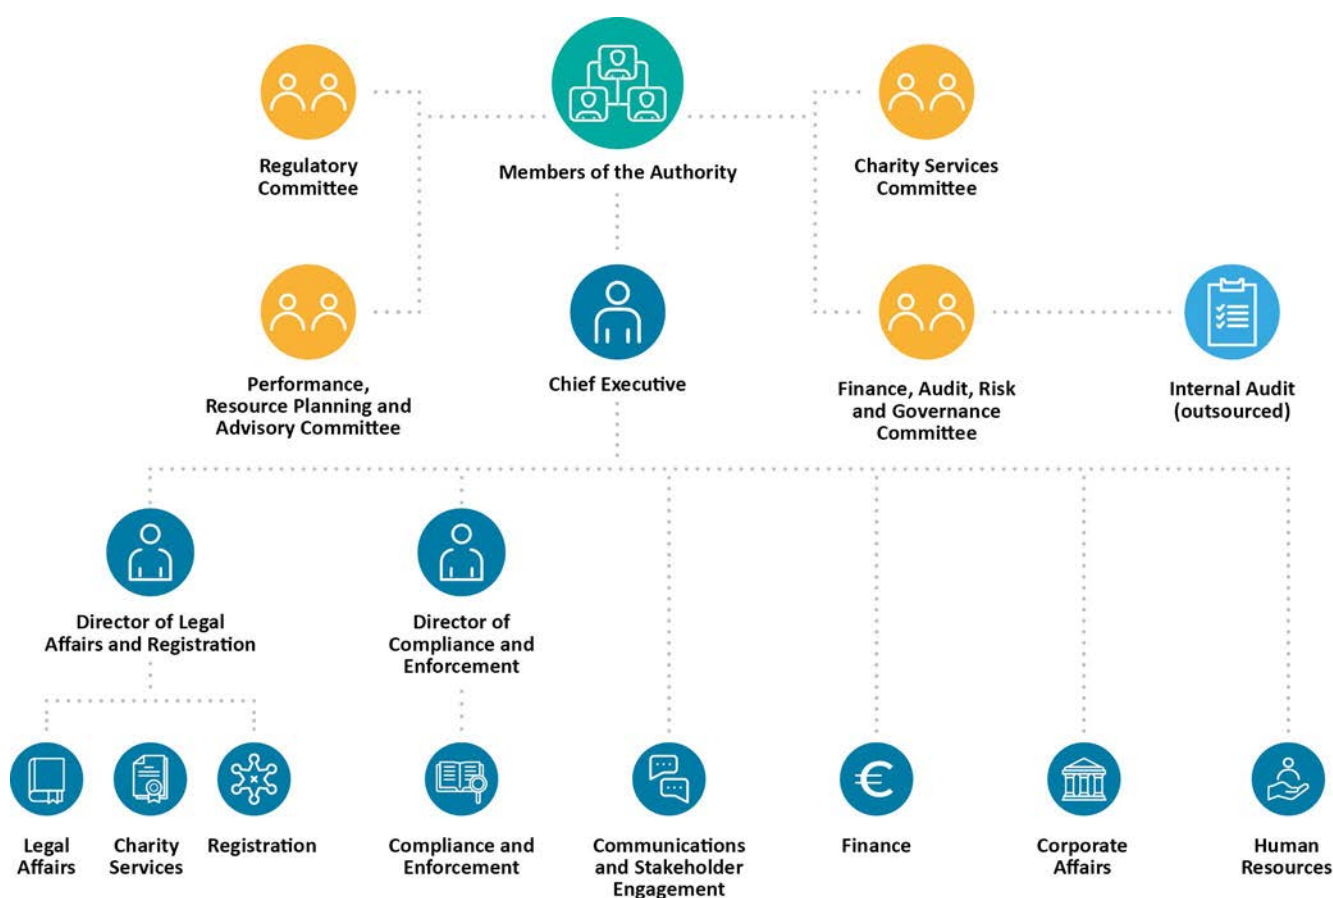 Regulatory
Committee
Members of the Authority
Charity Services
Committee
Performance,
Resource Planning and
Advisory Committee
Chief Executive
Finance, Audit, Risk
and Governance
Committee
Internal Audit
(outsourced)
Director of Legal
Affairs and Registration
Director of
Compliance and
Enforcement
Legal
Affairs
Charity
Services
Registration
Compliance and
Enforcement
Communications
and Stakeholder
Engagement
€
Finance
Corporate
Affairs
Human
Resources